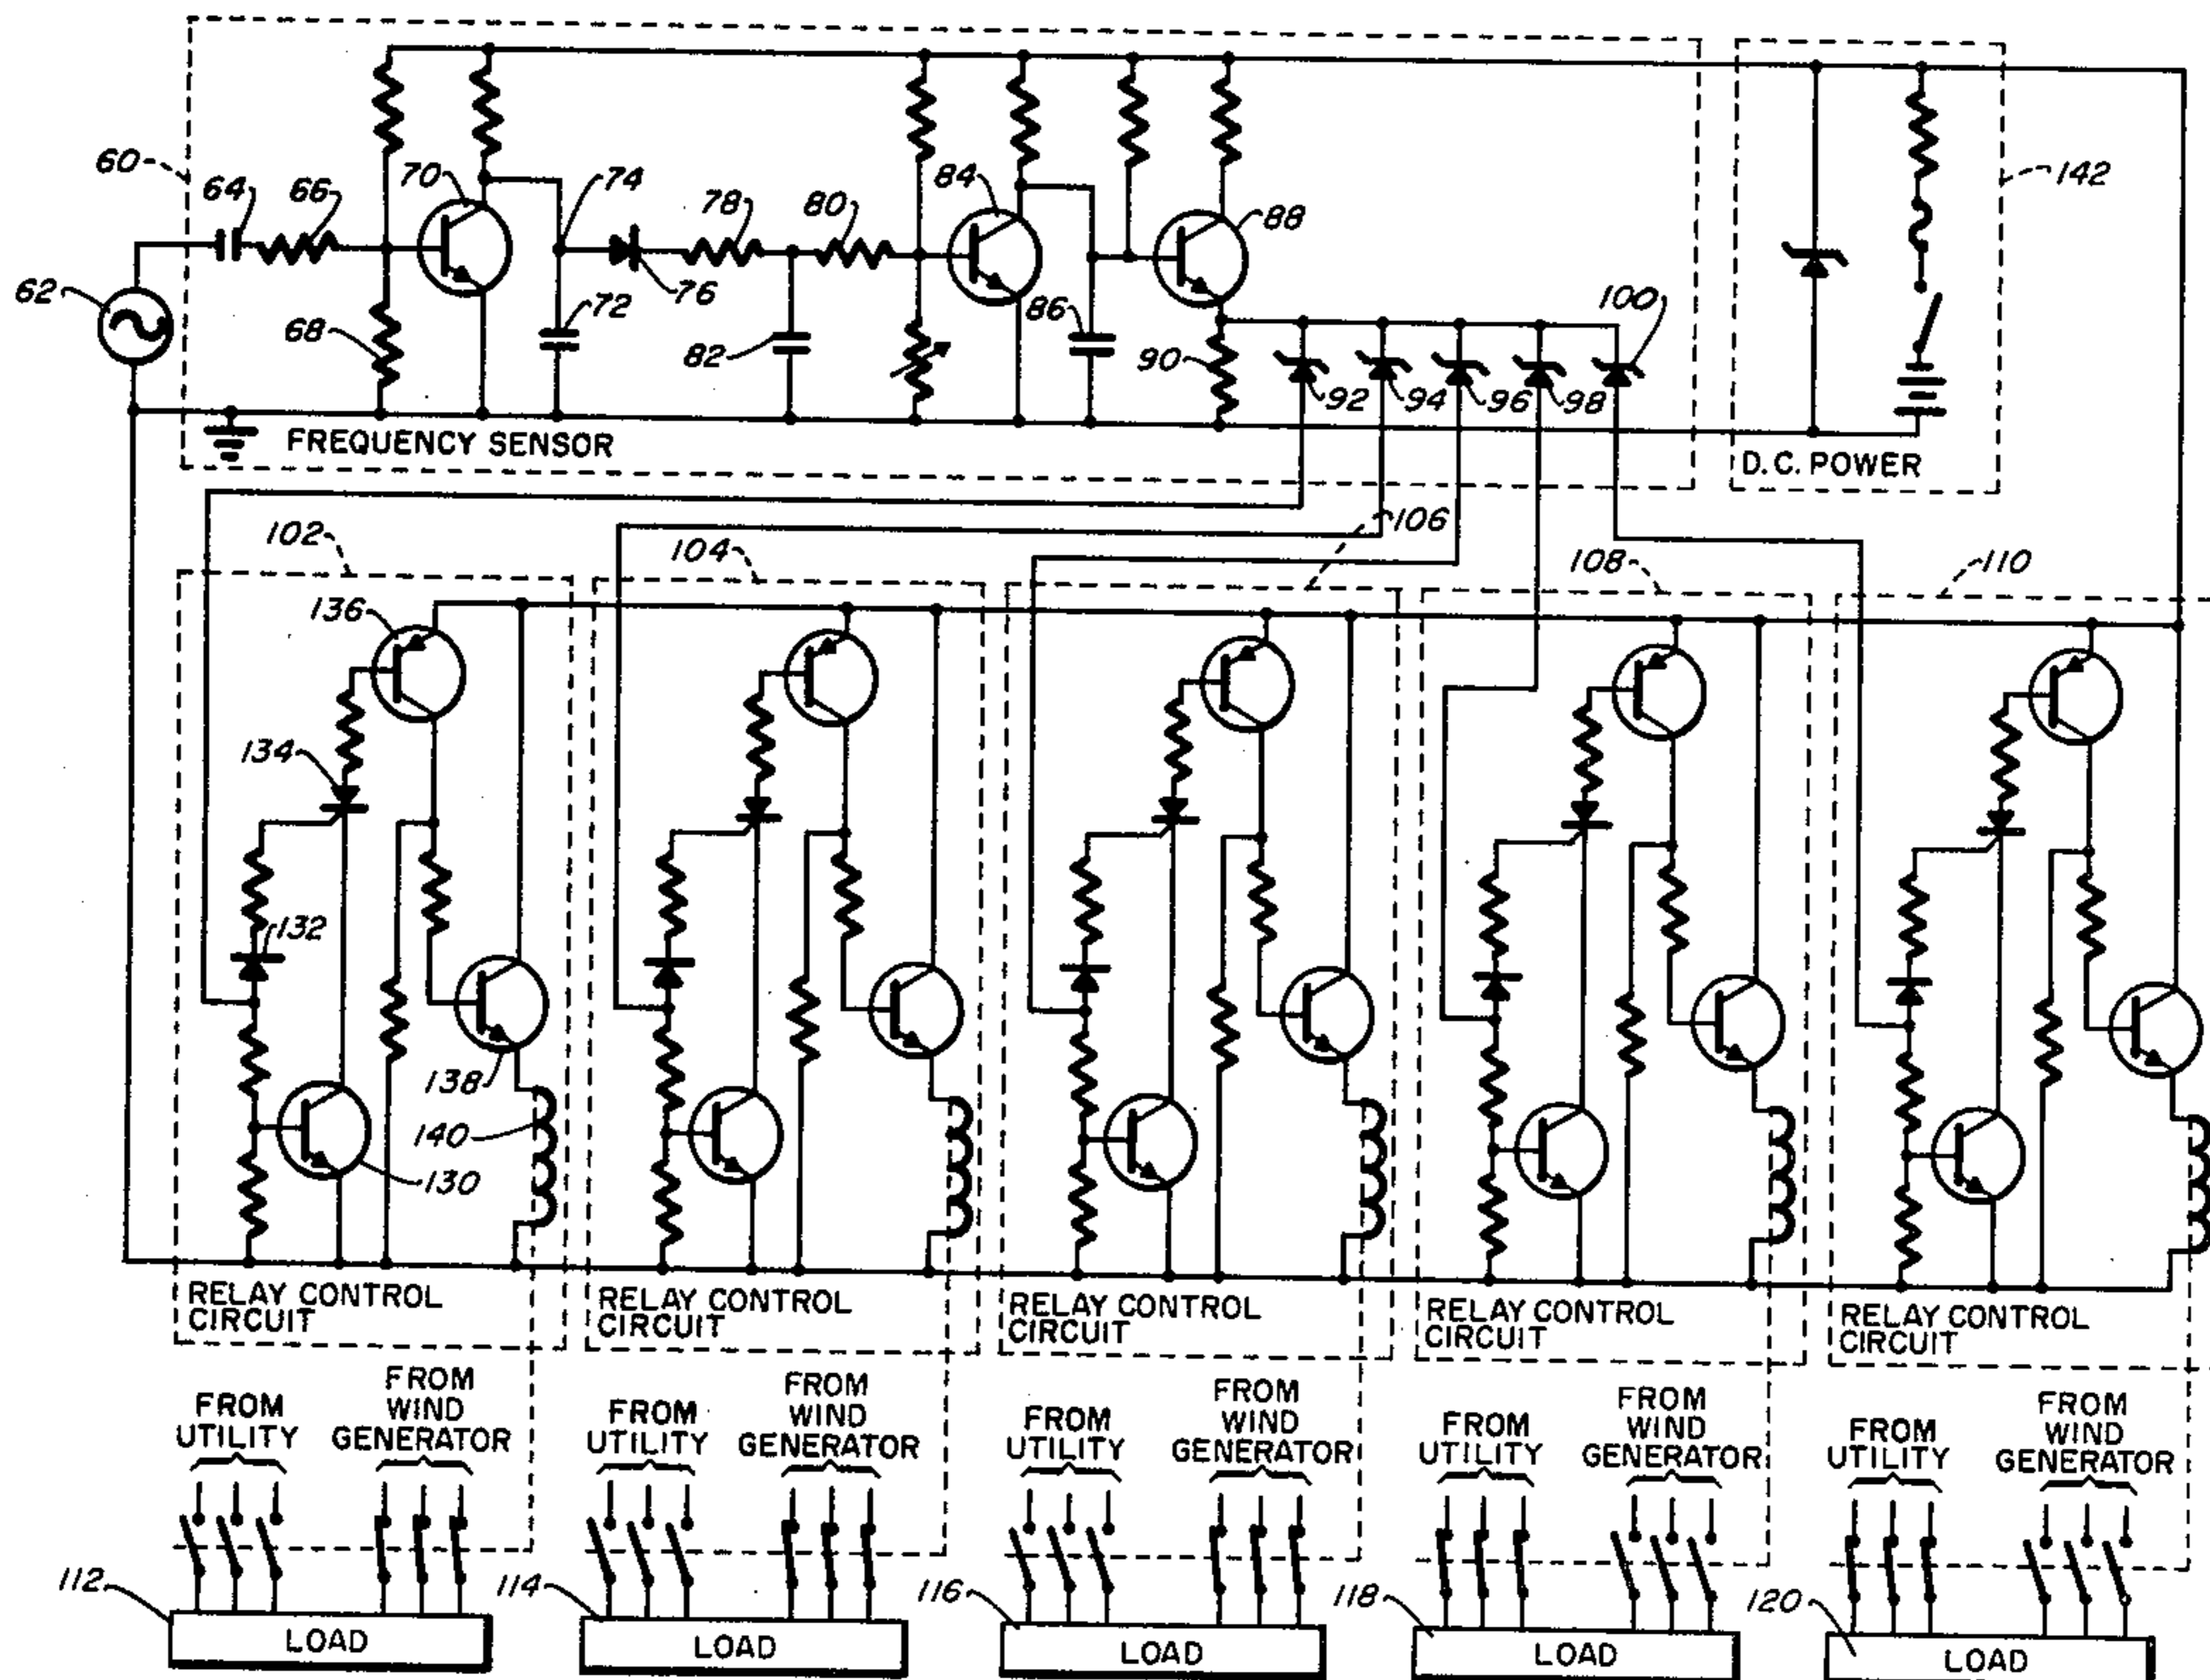 60
64
66
70
74
78
80
84
88
142
62
68
72
76
82
86
90
92
94
96
98
100
FREQUENCY SENSOR
D.C. POWER
102
104
106
108
110
136
134
132
138
140
130
RELAY CONTROL
CIRCUIT
RELAY CONTROL
CIRCUIT
RELAY CONTROL
CIRCUIT
RELAY CONTROL
CIRCUIT
RELAY CONTROL
CIRCUIT
FROM
UTILITY
FROM
WIND
GENERATOR
FROM
UTILITY
FROM
WIND
GENERATOR
FROM
UTILITY
FROM
WIND
GENERATOR
FROM
UTILITY
FROM
WIND
GENERATOR
FROM
UTILITY
FROM
WIND
GENERATOR
112
114
116
118
120
LOAD
LOAD
LOAD
LOAD
LOAD